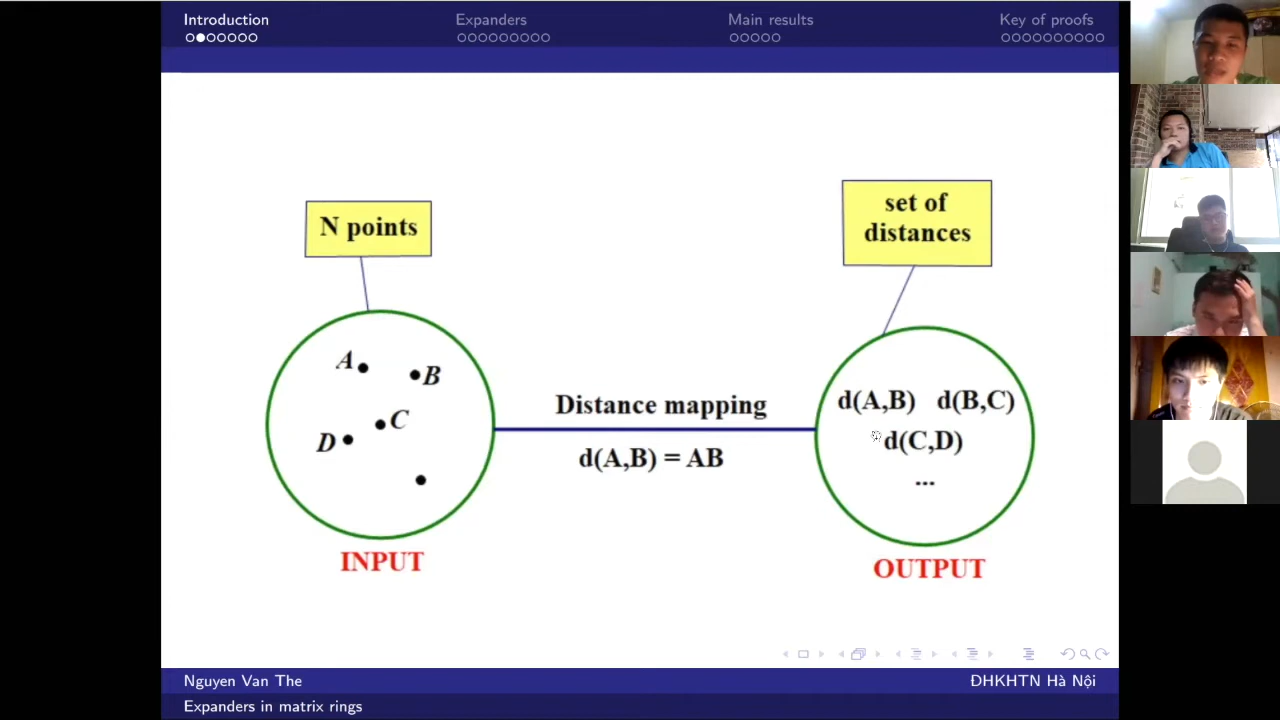 Introduction
Expanders
Main results
Key of proofs
N points
set of
distances
A
B
C
D
Distance mapping
d(A,B) = AB
d(A,B) d(B,C)
d(C,D)
...
INPUT
OUTPUT
Nguyen Van The
ĐHKHTN Hà Nội
Expanders in matrix rings